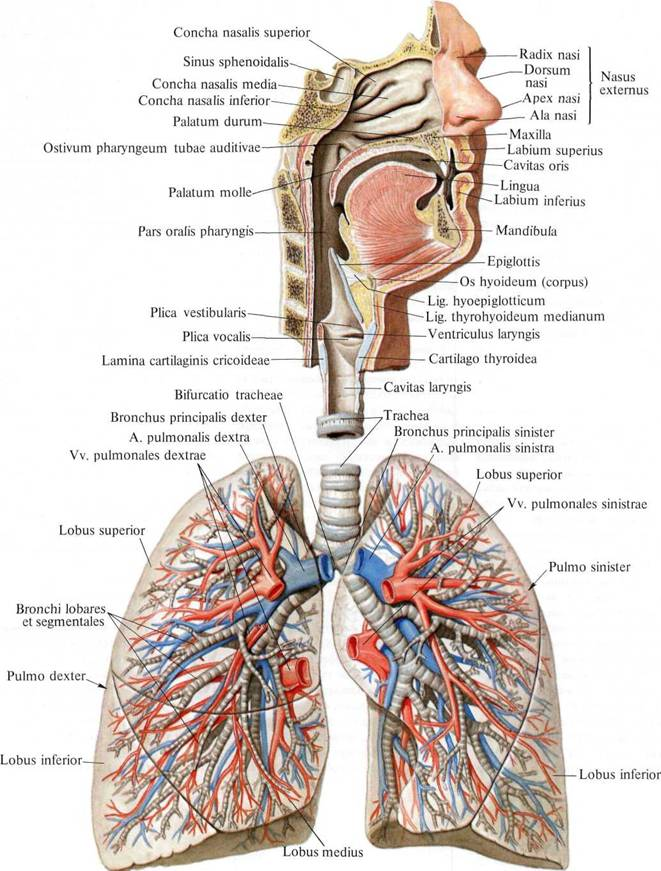 Concha nasalis superior
Sinus sphenoidalis
Concha nasalis media
Concha nasalis inferior
Palatum durum
Ostivum pharyngeum tubae auditivae
Palatum molle
Pars oralis pharyngis
Plica vestibularis
Plica vocalis
Lamina cartilaginis cricoideae
Radix nasi
Dorsum
nasi
Apex nasi
Ala nasi
Nasus
externus
Maxilla
Labium superius
Cavitas oris
Lingua
Labium inferius
Mandibula
Epiglottis
Os hyoideum (corpus)
Lig. hyoepiglotticum
Lig. thyrohyoideum medianum
Ventriculus laryngis
Cartilago thyroidea
Cavitas laryngis
Trachea
Bifurcatio tracheae
Bronchus principalis dexter
A. pulmonalis dextra
Vv. pulmonales dextrae
Lobus superior
Bronchi lobares
et segmentales
Pulmo dexter
Lobus inferior
Lobus medius
Bronchus principalis sinister
A. pulmonalis sinistra
Lobus superior
Vv. pulmonales sinistrae
Pulmo sinister
Lobus inferior